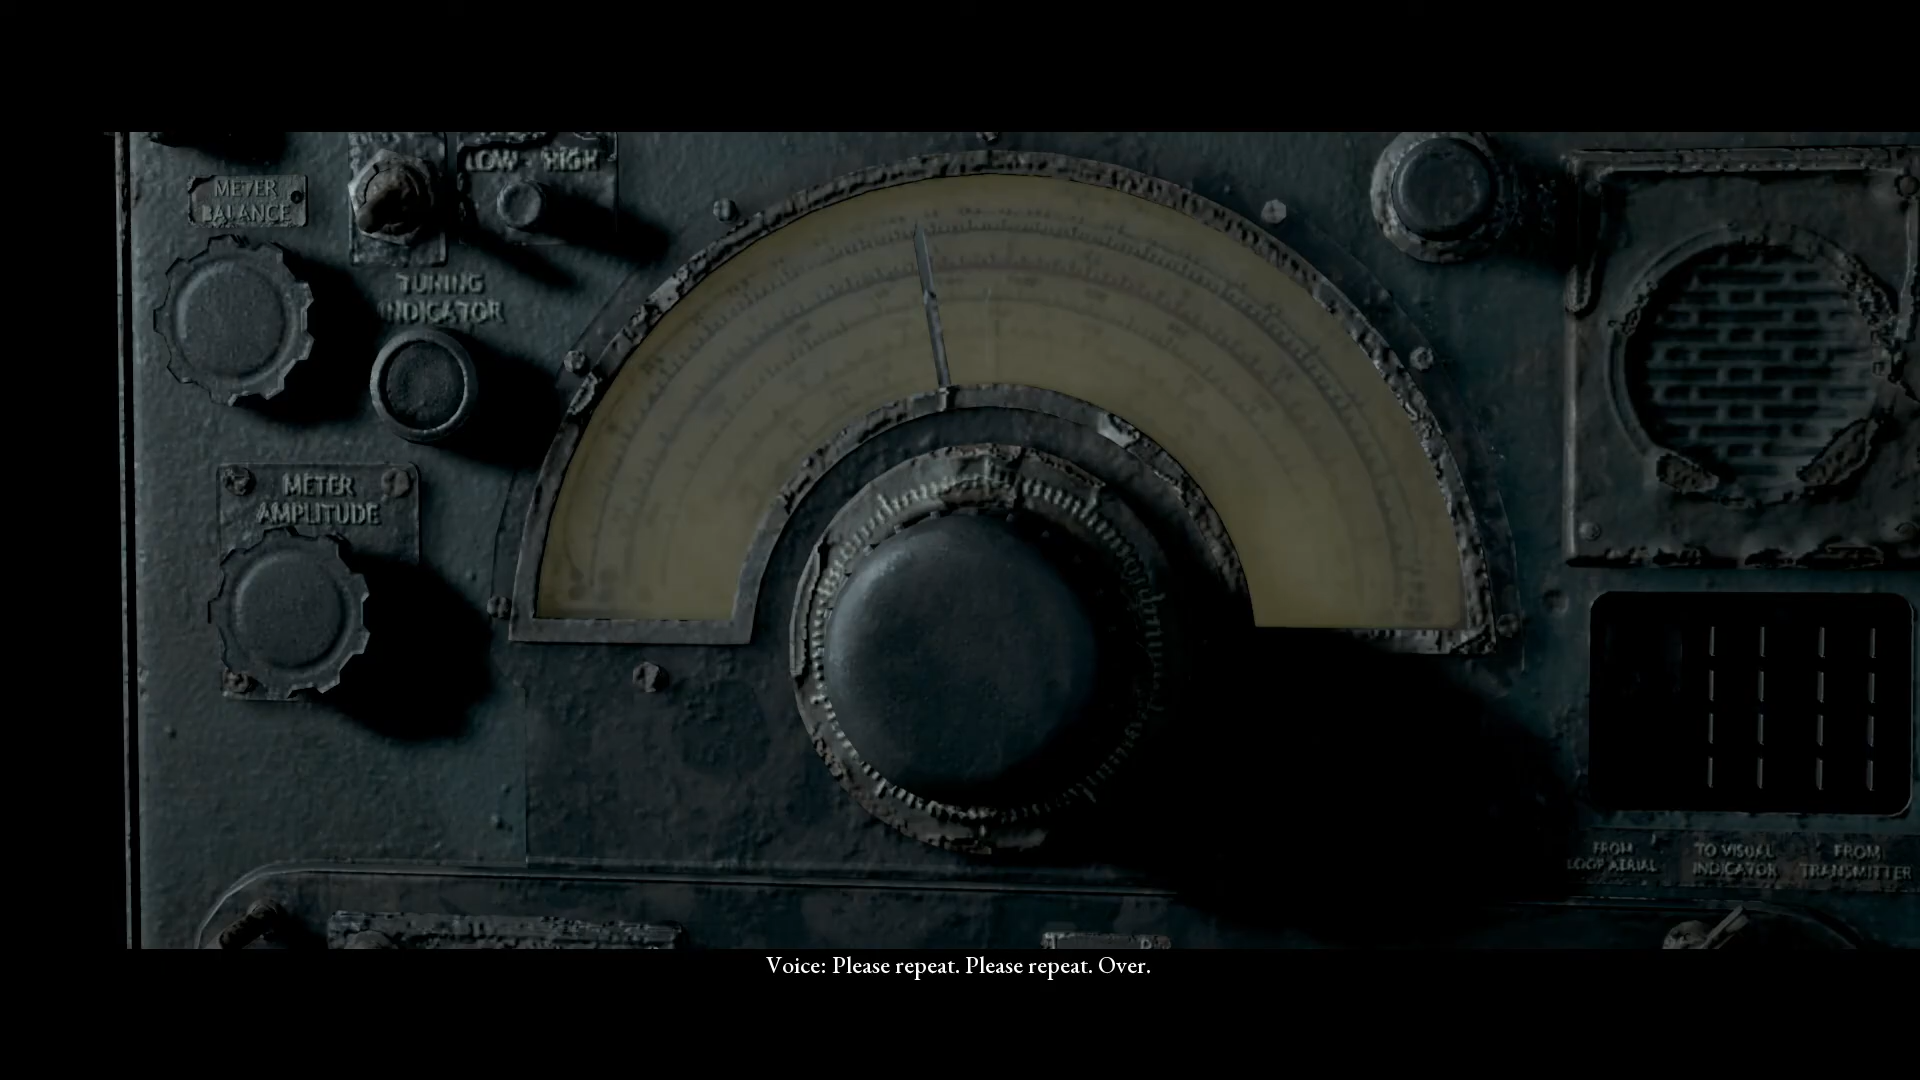 LOW - HIGH
METER
BALANCE
TUNING
INDICATOR
METER
AMPLITUDE
FROM
LOOP AERIAL
TO VISUAL
INDICATOR
FROM
TRANSMITTER
Voice: Please repeat. Please repeat. Over.